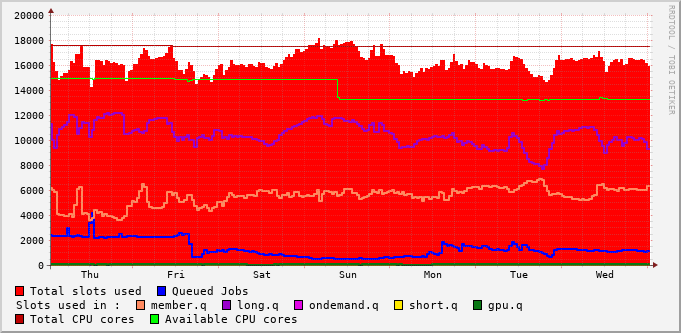 20000
18000
16000
14000
12000
10000
8000
6000
4000
2000
0
Thu Fri Sat Sun Mon Tue Wed
RRDTOOL / TOBI OETIKER
Total slots used Queued Jobs
Slots used in : member.q long.q ondemand.q short.q gpu.q
Total CPU cores Available CPU cores